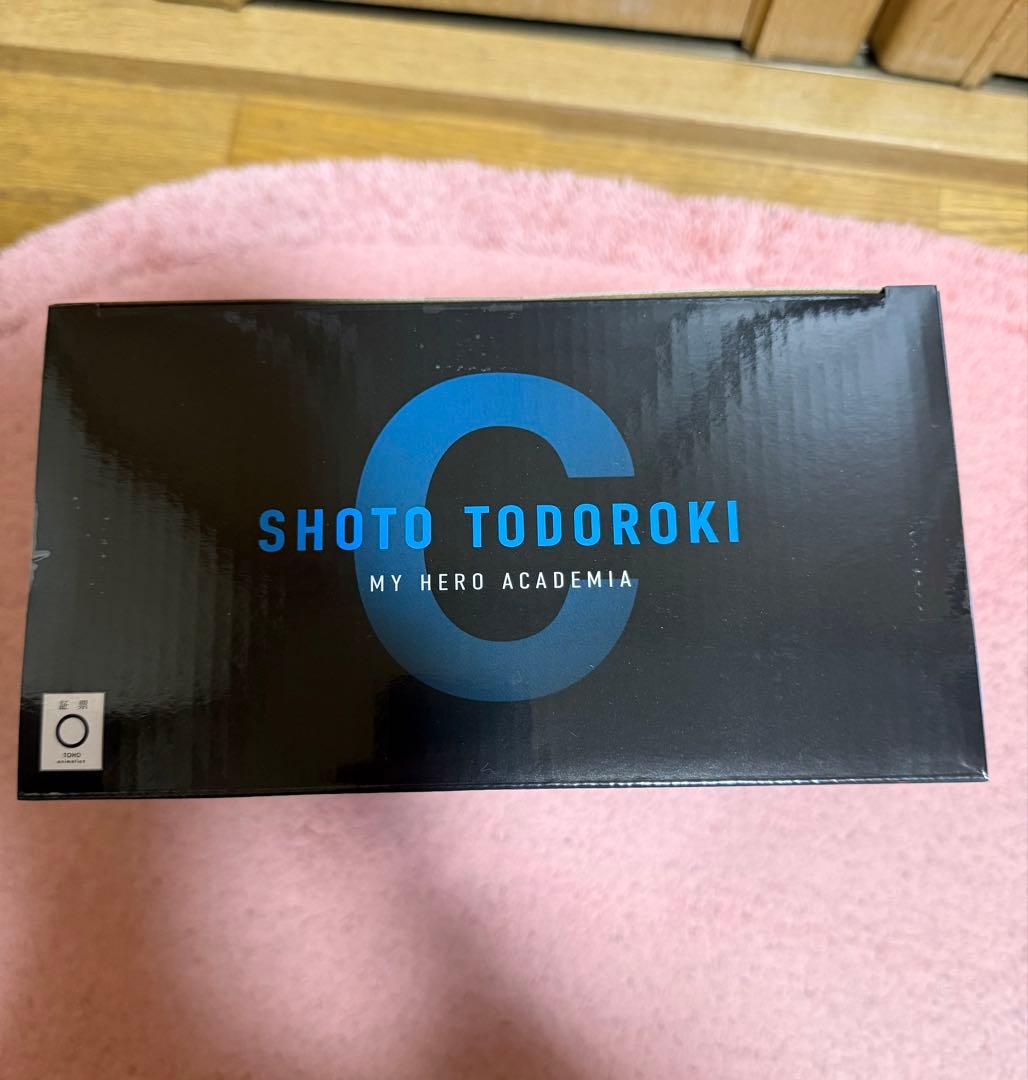 C
SHOTO TODOROKI
MY HERO ACADEMIA
証 票
TOHO
animation